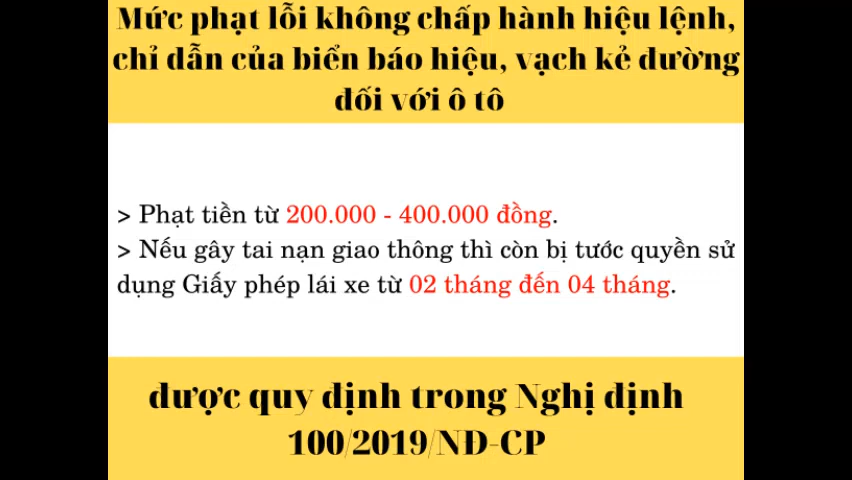 Mức phạt lỗi không chấp hành hiệu lệnh,
chỉ dẫn của biển báo hiệu, vạch kẻ đường
đối với ô tô
> Phạt tiền từ 200.000 - 400.000 đồng.
> Nếu gây tai nạn giao thông thì còn bị tước quyền sử
dụng Giấy phép lái xe từ 02 tháng đến 04 tháng.
được quy định trong Nghị định
100/2019/NĐ-CP